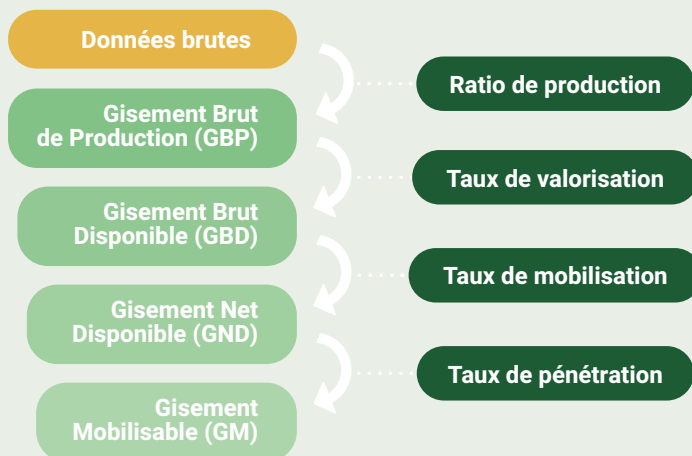 Données brutes
Ratio de production
Gisement Brut
de Production (GBP)
Taux de valorisation
Gisement Brut
Disponible (GBD)
Taux de mobilisation
Gisement Net
Disponible (GND)
Taux de pénétration
Gisement
Mobilisable (GM)